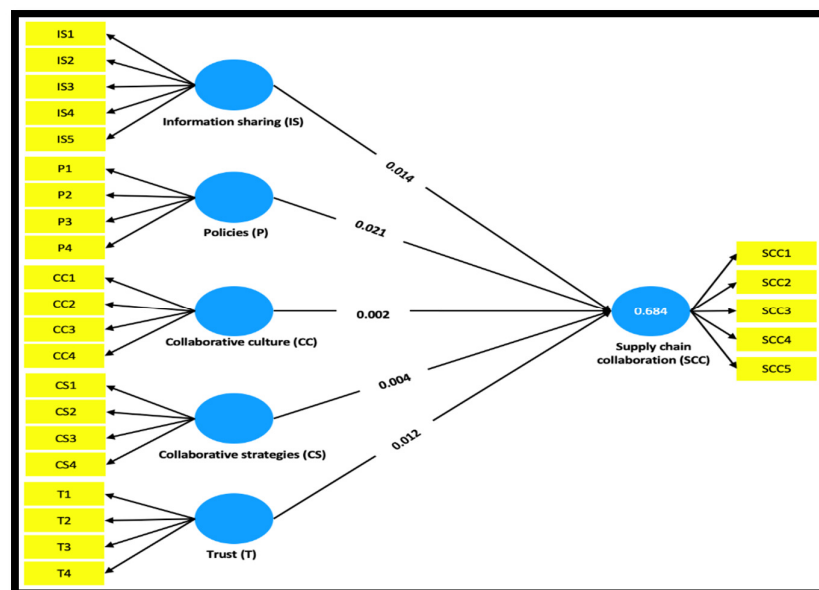 IS1
IS2
IS3
IS4
IS5
Information sharing (IS)
P1
P2
P3
P4
Policies (P)
CC1
CC2
CC3
CC4
Collaborative culture (CC)
CS1
CS2
CS3
CS4
Collaborative strategies (CS)
T1
T2
T3
T4
Trust (T)
0.014
0.021
0.002
0.004
0.012
0.684
Supply chain
collaboration (SCC)
SCC1
SCC2
SCC3
SCC4
SCC5